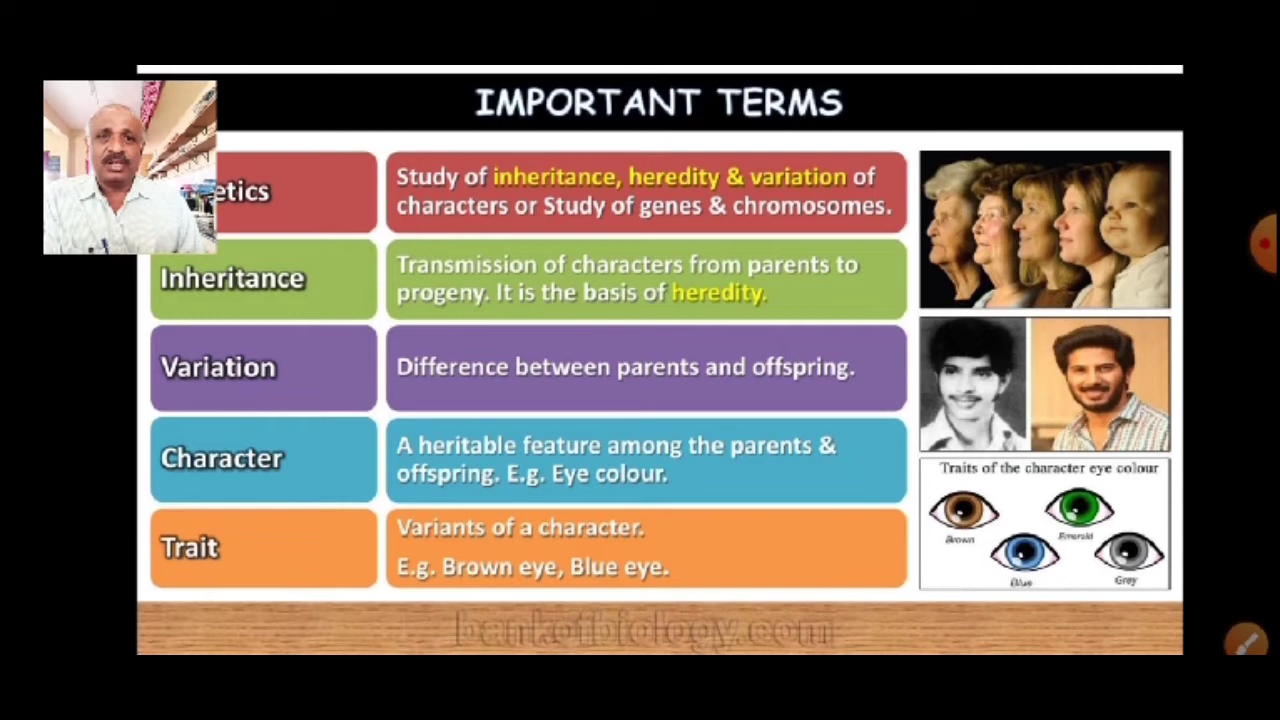 IMPORTANT TERMS
etics
Study of inheritance, heredity & variation of
characters or Study of genes & chromosomes.
Inheritance
Transmission of characters from parents to
progeny. It is the basis of heredity.
Variation
Difference between parents and offspring.
Character
A heritable feature among the parents &
offspring. E.g. Eye colour.
Trait
Variants of a character.
E.g. Brown eye, Blue eye.
Traits of the character eye colour
Brown
Emerald
Blue
Grey
bankofbiology.com